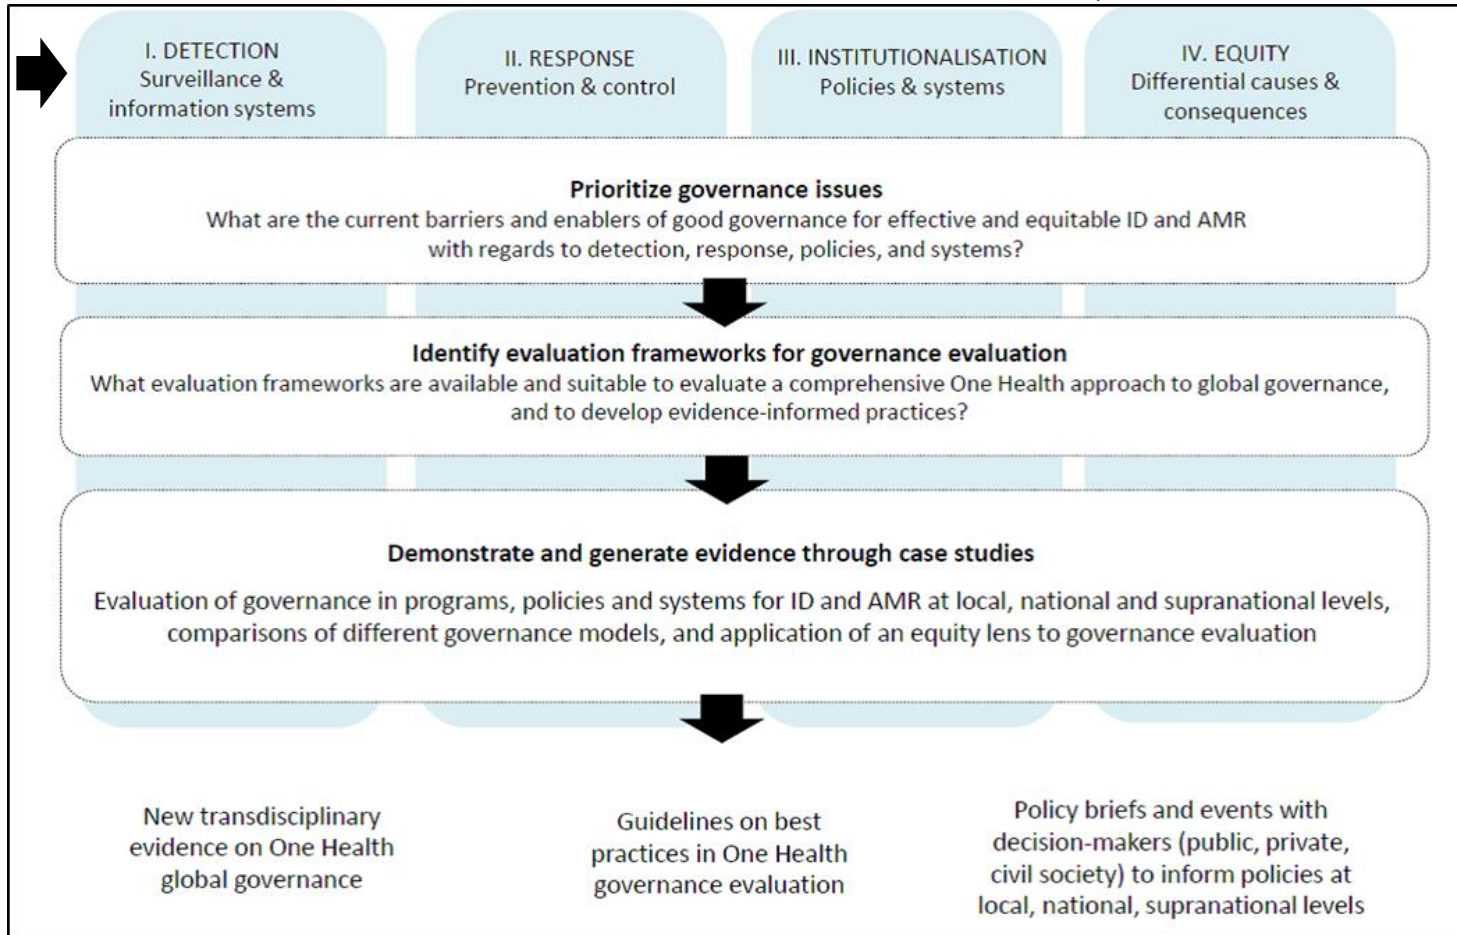 I. DETECTION
Surveillance &
information systems
II. RESPONSE
Prevention & control
III. INSTITUTIONALISATION
Policies & systems
IV. EQUITY
Differential causes &
consequences
Prioritize governance issues
What are the current barriers and enablers of good governance for effective and equitable ID and AMR
with regards to detection, response, policies, and systems?
Identify evaluation frameworks for governance evaluation
What evaluation frameworks are available and suitable to evaluate a comprehensive One Health approach to global governance,
and to develop evidence-informed practices?
Demonstrate and generate evidence through case studies
Evaluation of governance in programs, policies and systems for ID and AMR at local, national and supranational levels,
comparisons of different governance models, and application of an equity lens to governance evaluation
New transdisciplinary
evidence on One Health
global governance
Guidelines on best
practices in One Health
governance evaluation
Policy briefs and events with
decision-makers (public, private,
civil society) to inform policies at
local, national, supranational levels